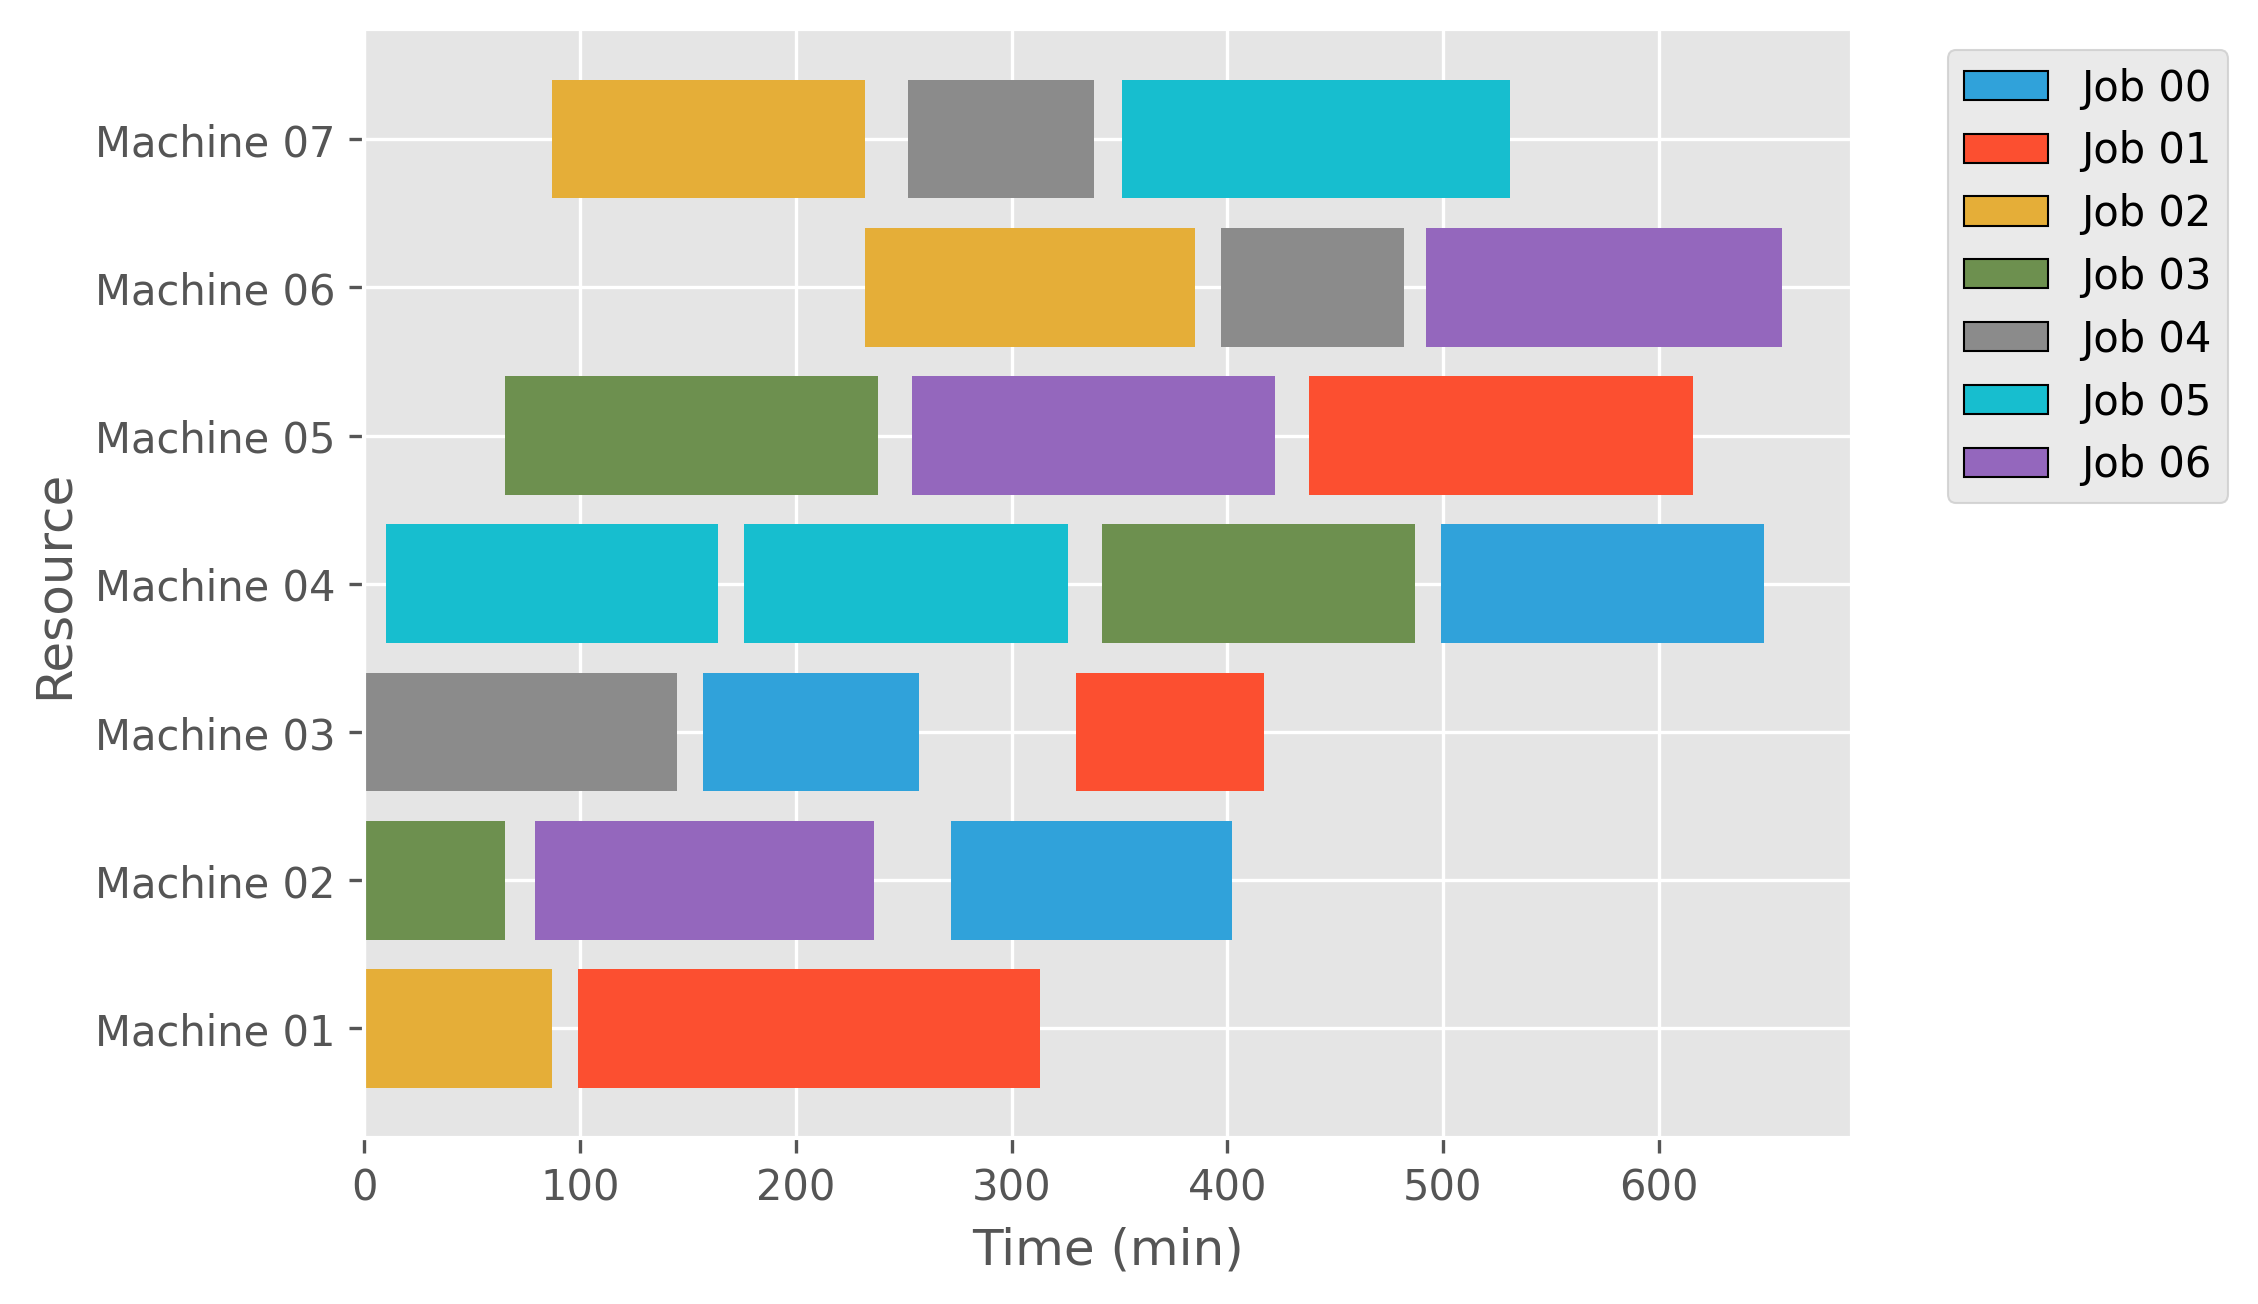 Machine 07
Machine 06
Machine 05
Machine 04
Machine 03
Machine 02
Machine 01
Resource
0 100 200 300 400 500 600
Time (min)
Job 00
Job 01
Job 02
Job 03
Job 04
Job 05
Job 06